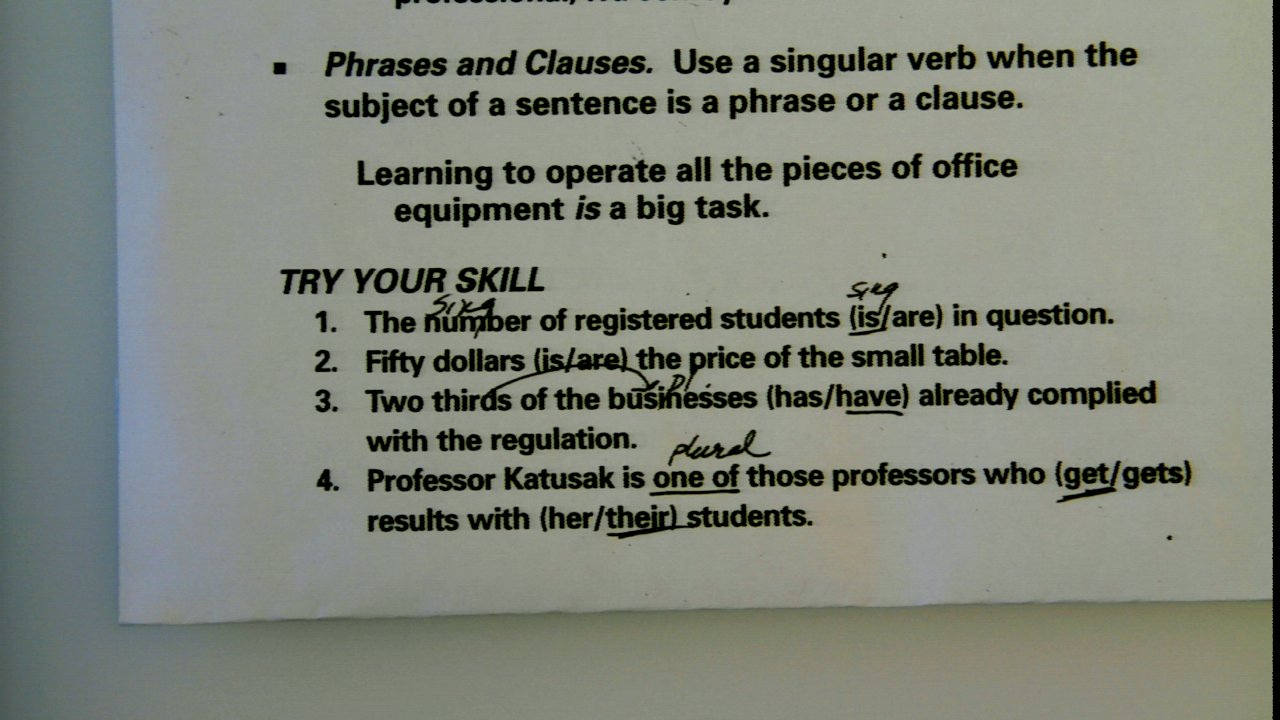 ▪ Phrases and Clauses. Use a singular verb when the
subject of a sentence is a phrase or a clause.
Learning to operate all the pieces of office
equipment is a big task.
TRY YOUR SKILL
sing sing
1. The number of registered students (is/are) in question.
2. Fifty dollars (is/are) the price of the small table.
pl.
3. Two thirds of the businesses (has/have) already complied
with the regulation.
plural
4. Professor Katusak is one of those professors who (get/gets)
results with (her/their) students.